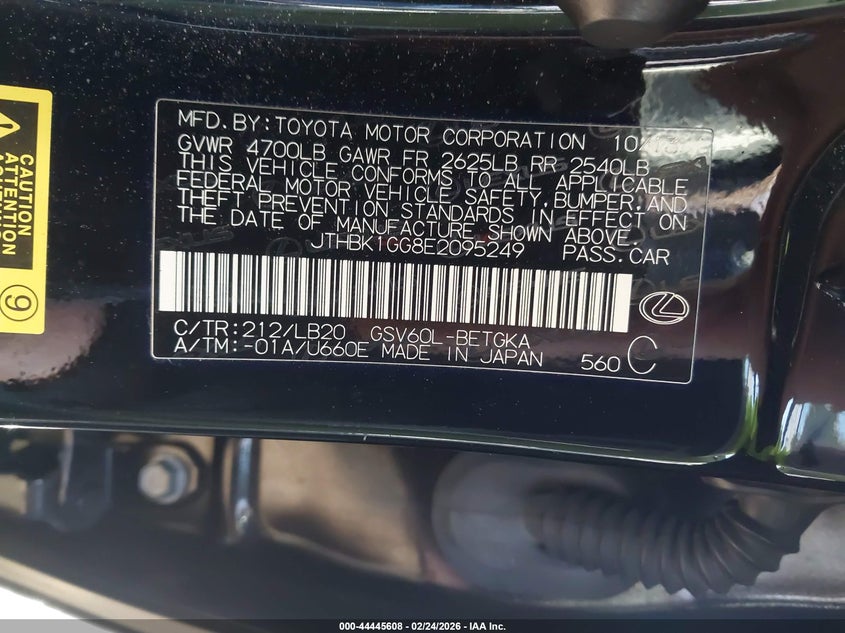 MFD. BY: TOYOTA MOTOR CORPORATION 10/13
GVWR 4700LB GAWR FR 2625LB RR 2540LB
THIS VEHICLE CONFORMS TO ALL APPLICABLE
FEDERAL MOTOR VEHICLE SAFETY, BUMPER, AND
THEFT PREVENTION STANDARDS IN EFFECT ON
THE DATE OF MANUFACTURE SHOWN ABOVE.
JTHBK1GG8E2095249 PASS. CAR
C/TR: 212/LB20 GSV60L-BETGKA
A/TM: -01A/U660E MADE IN JAPAN 560 C
9
000-44445608 - 02/24/2026 - IAA Inc.